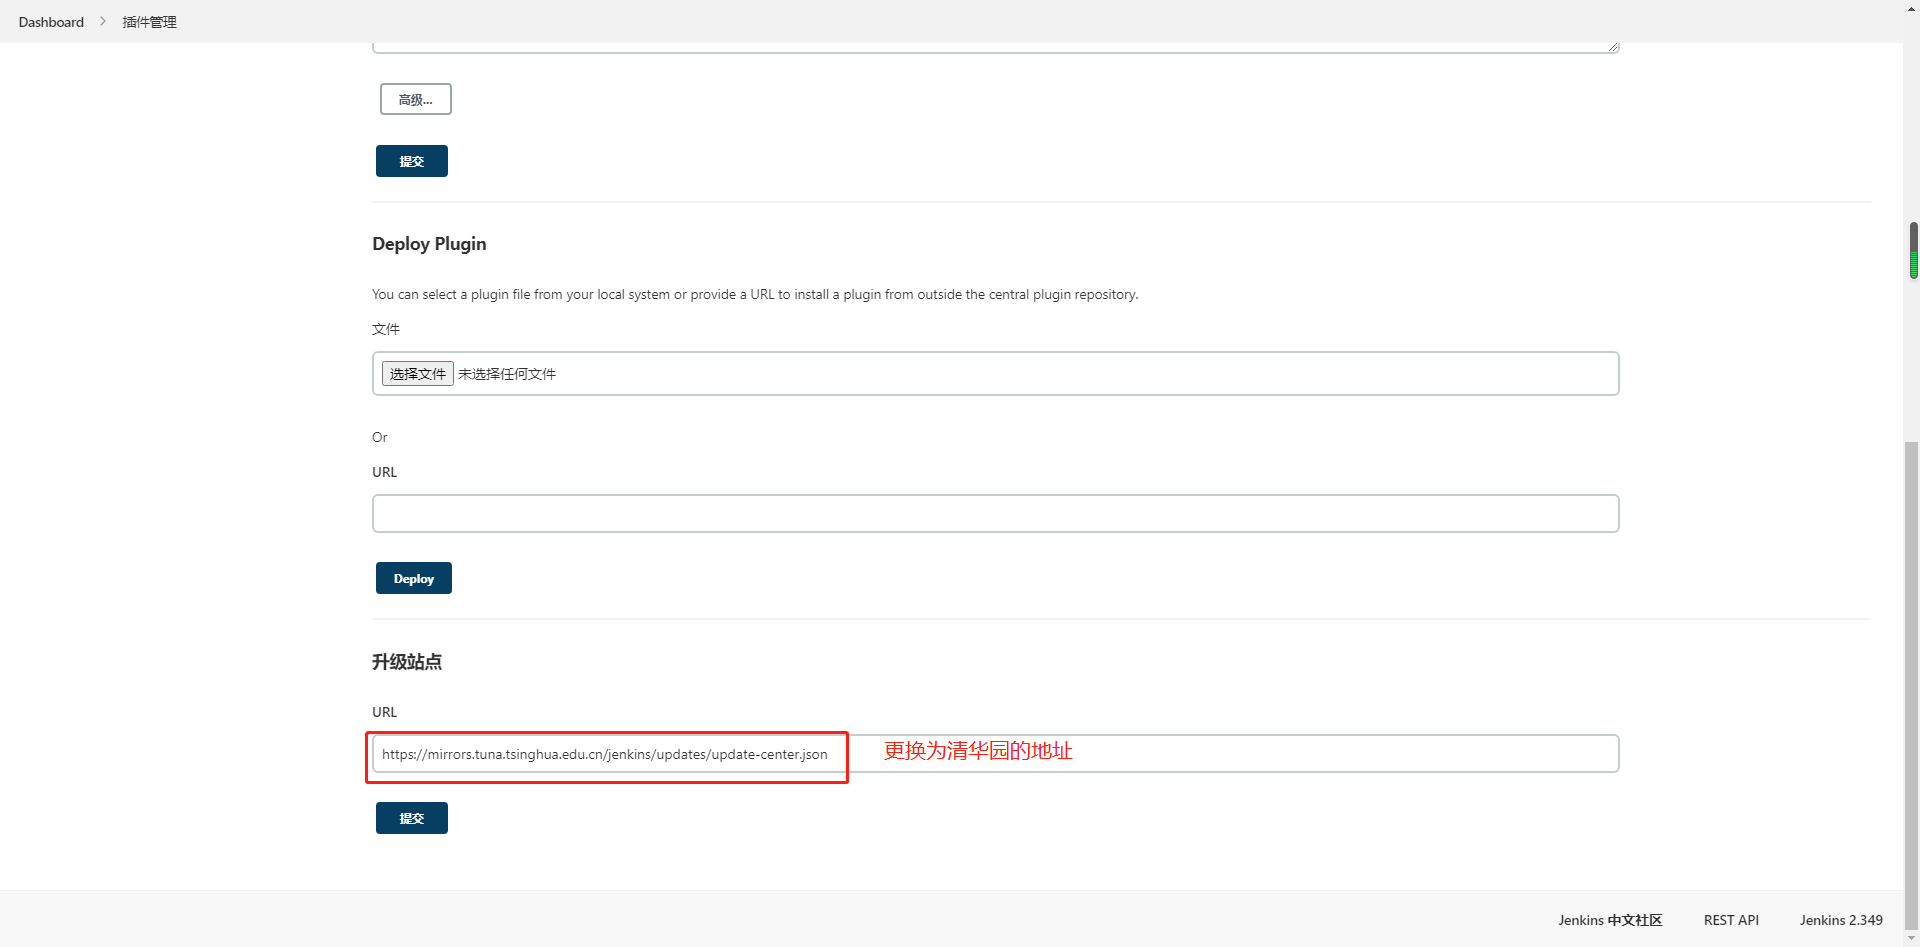 Dashboard > 插件管理
高级...
提交
Deploy Plugin
You can select a plugin file from your local system or provide a URL to install a plugin from outside the central plugin repository.
文件
选择文件 未选择任何文件
Or
URL
Deploy
升级站点
URL
https://mirrors.tuna.tsinghua.edu.cn/jenkins/updates/update-center.json 更换为清华园的地址
提交
Jenkins 中文社区 REST API Jenkins 2.349